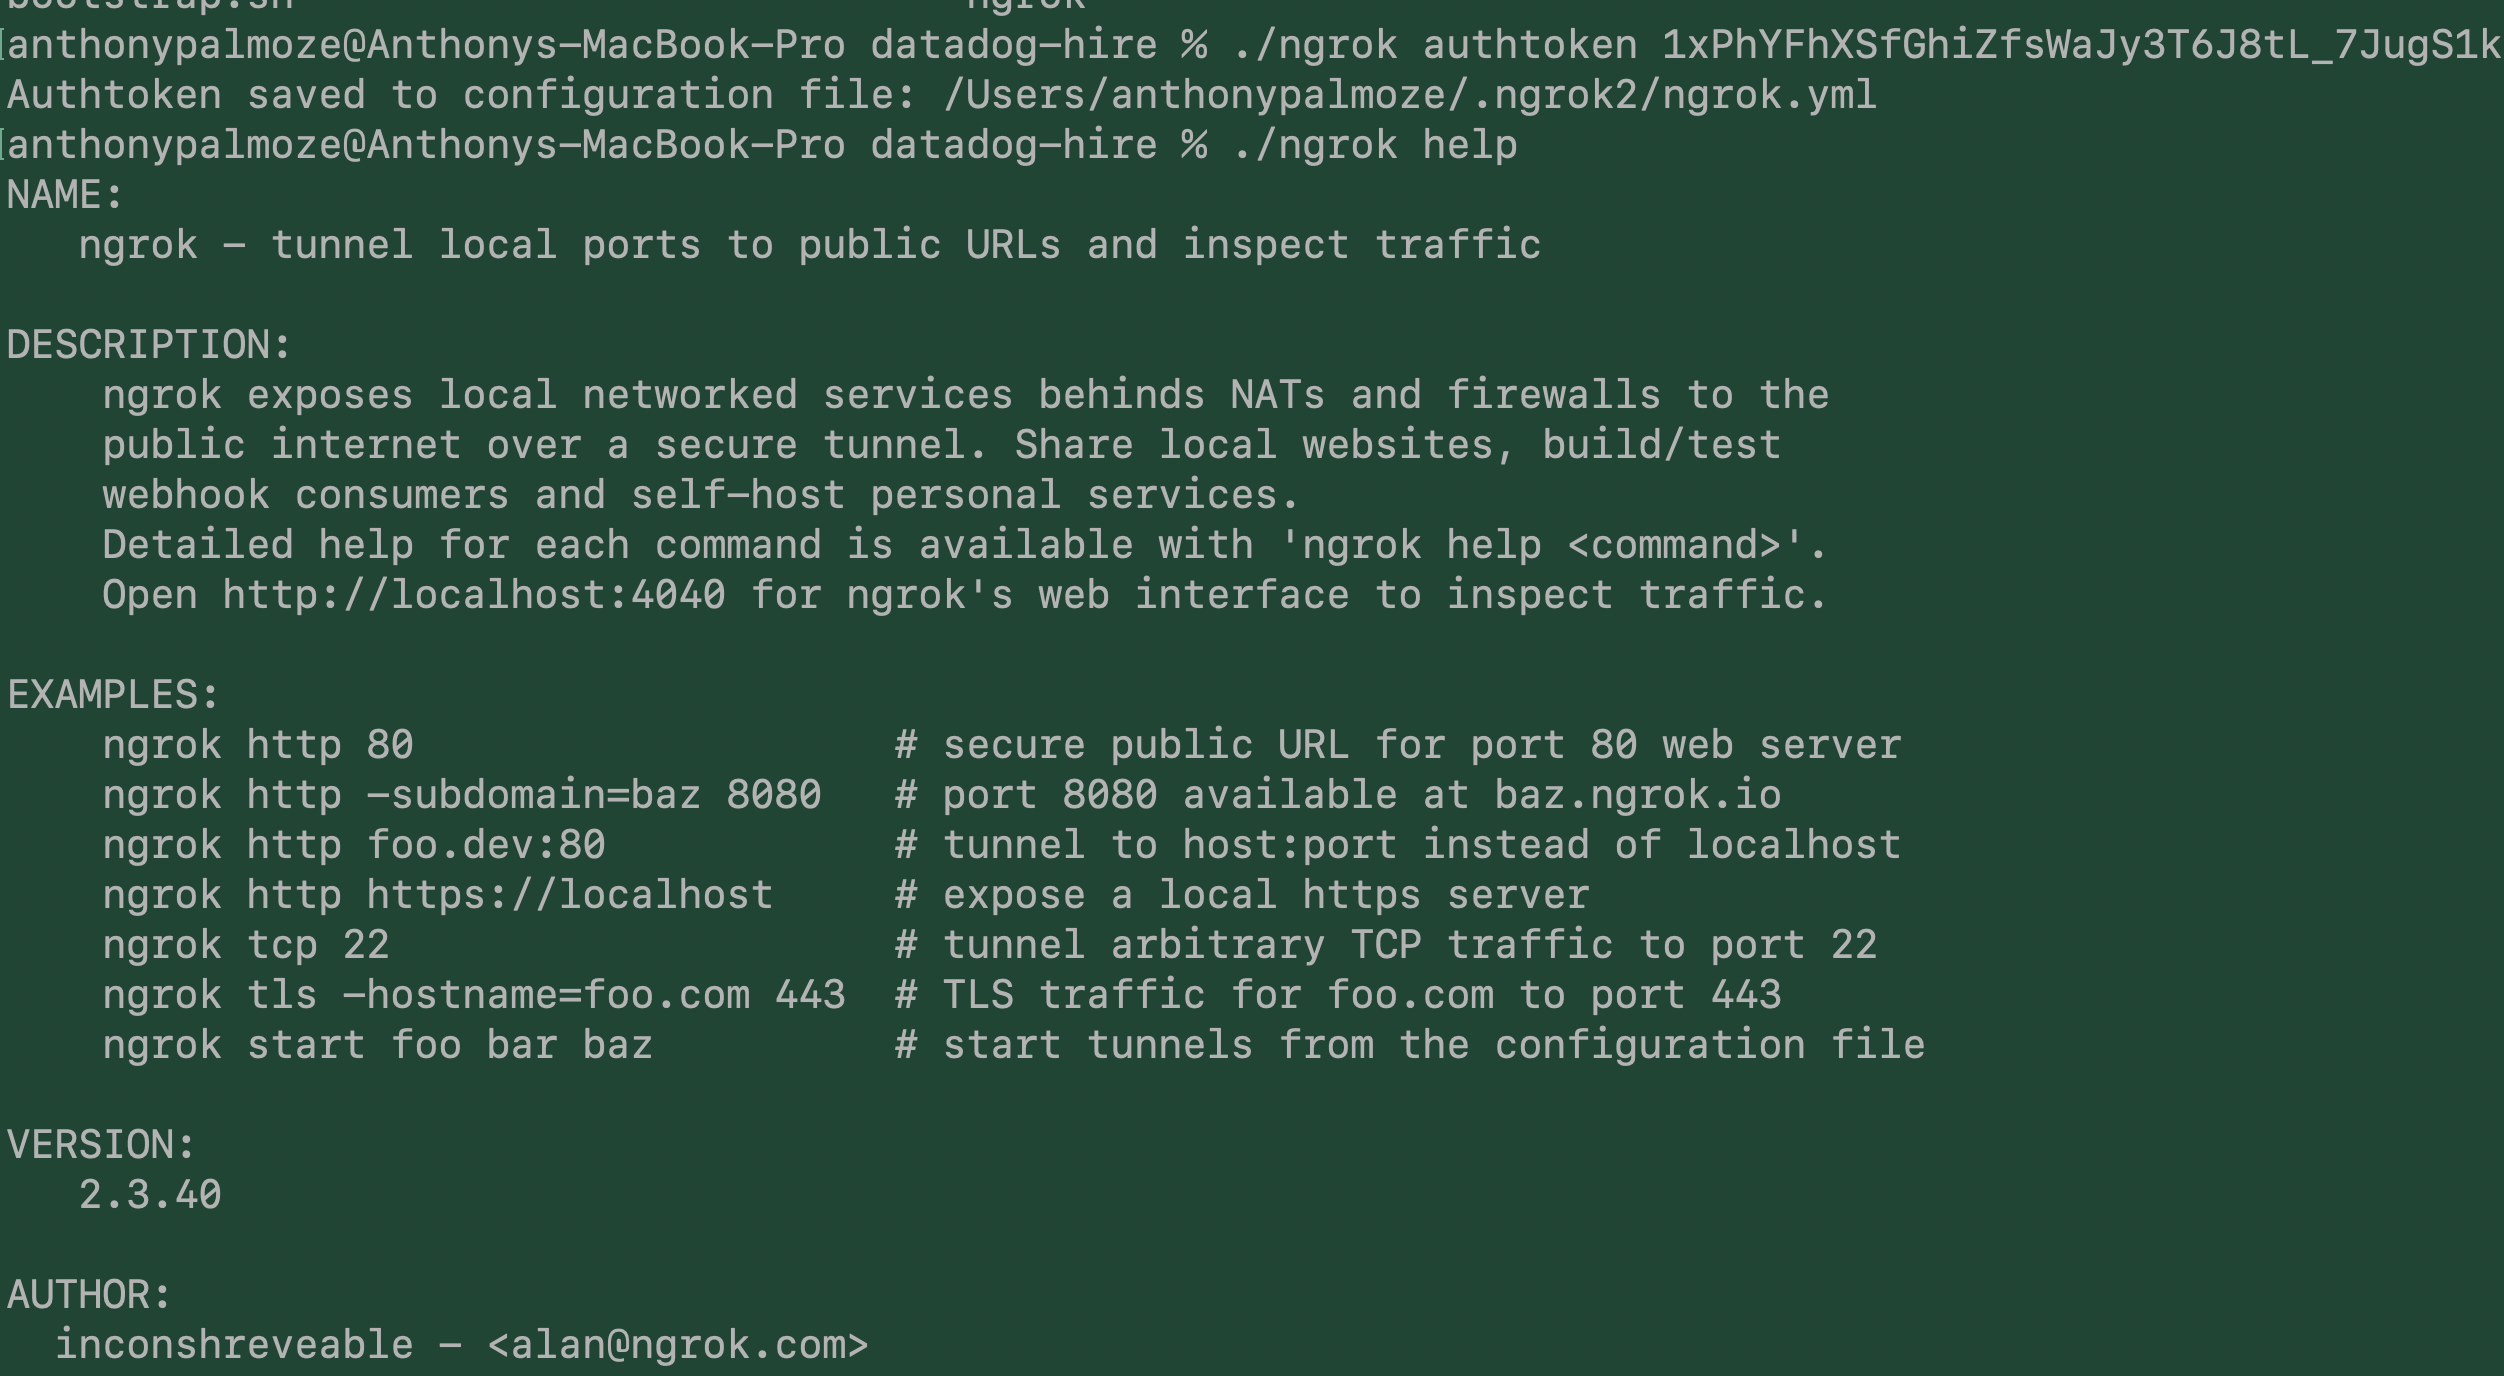 bootstrap.sh                            ngrok
anthonypalmoze@Anthonys-MacBook-Pro datadog-hire % ./ngrok authtoken 1xPhYFhXSfGhiZfsWaJy3T6J8tL_7JugS1k
Authtoken saved to configuration file: /Users/anthonypalmoze/.ngrok2/ngrok.yml
anthonypalmoze@Anthonys-MacBook-Pro datadog-hire % ./ngrok help
NAME:
   ngrok - tunnel local ports to public URLs and inspect traffic

DESCRIPTION:
    ngrok exposes local networked services behinds NATs and firewalls to the
    public internet over a secure tunnel. Share local websites, build/test
    webhook consumers and self-host personal services.
    Detailed help for each command is available with 'ngrok help <command>'.
    Open http://localhost:4040 for ngrok's web interface to inspect traffic.

EXAMPLES:
    ngrok http 80                    # secure public URL for port 80 web server
    ngrok http -subdomain=baz 8080   # port 8080 available at baz.ngrok.io
    ngrok http foo.dev:80            # tunnel to host:port instead of localhost
    ngrok http https://localhost     # expose a local https server
    ngrok tcp 22                     # tunnel arbitrary TCP traffic to port 22
    ngrok tls -hostname=foo.com 443  # TLS traffic for foo.com to port 443
    ngrok start foo bar baz          # start tunnels from the configuration file

VERSION:
   2.3.40

AUTHOR:
  inconshreveable - <alan@ngrok.com>